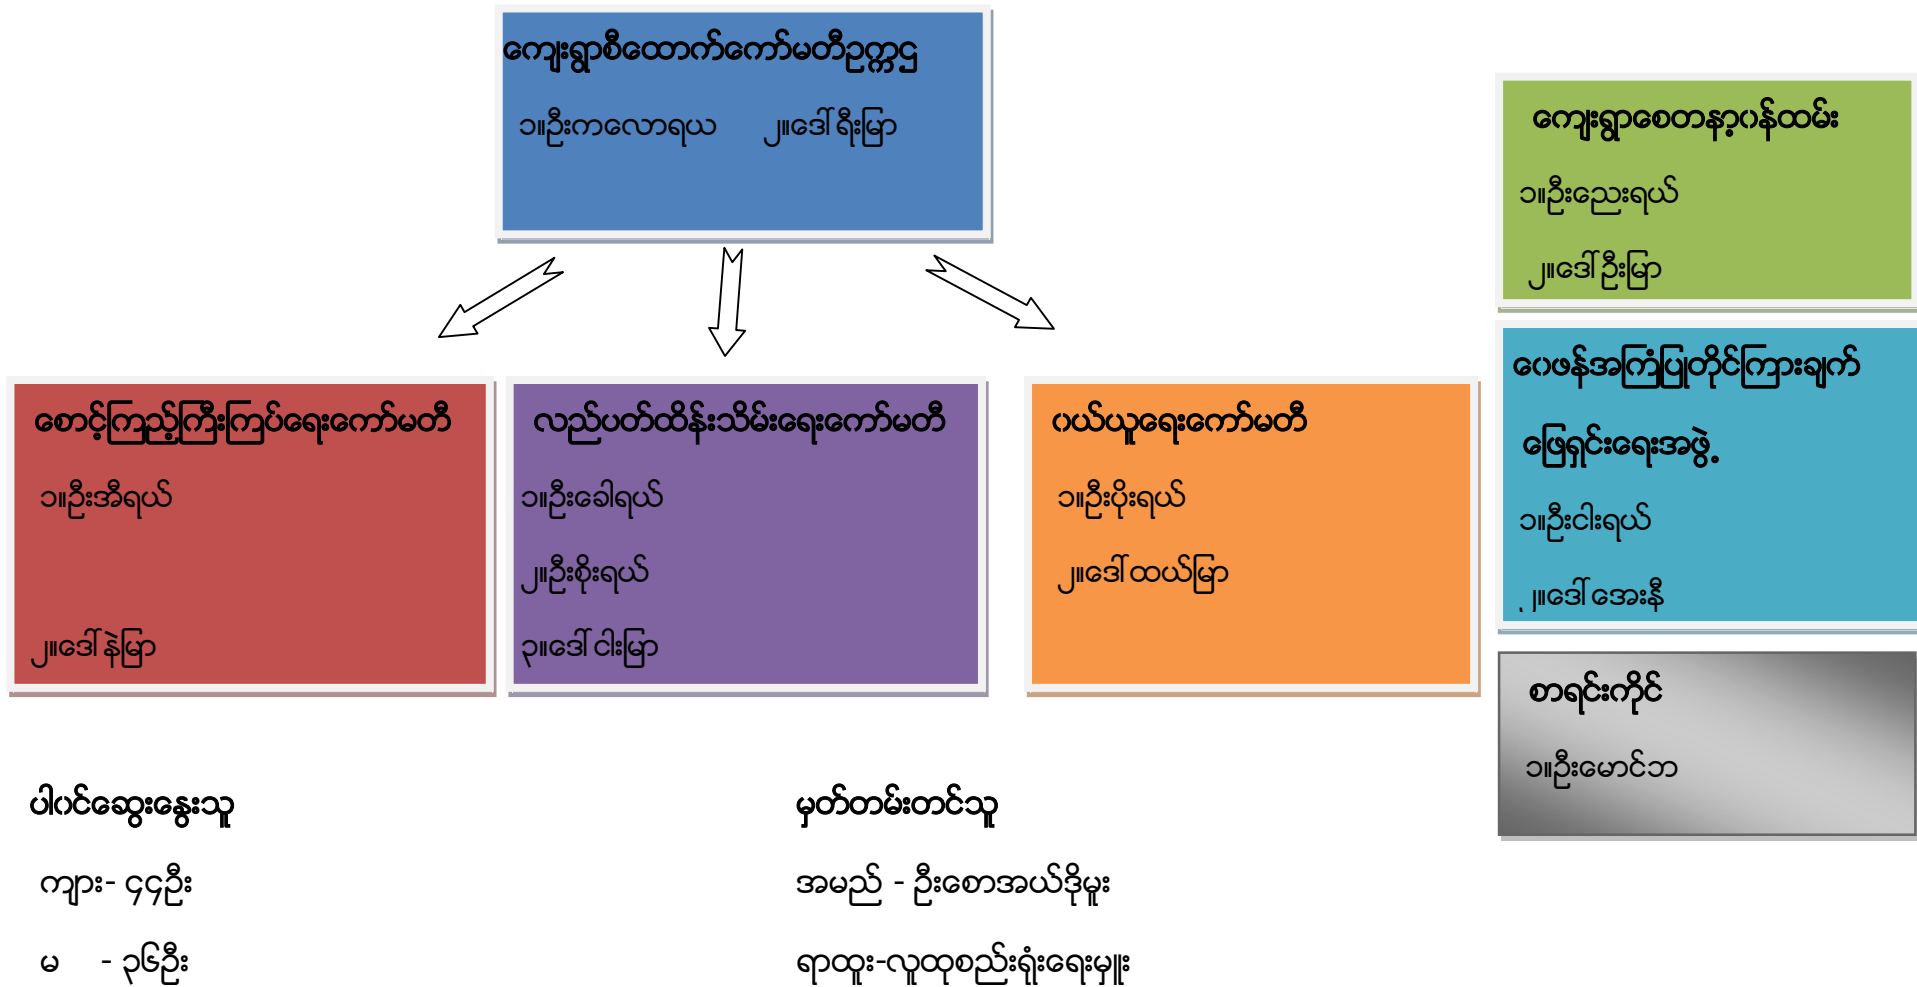 ကျေးရွာစီထောက်ကော်မတီဥက္ကဌ
၁။ဦးကလောရယ ၂။ဒေါ်ရီးမြာ
ကျေးရွာစေတနာ့ဝန်ထမ်း
၁။ဦးညေးရယ်
၂။ဒေါ်ဦးမြာ
စောင့်ကြည့်ကြီးကြပ်ရေးကော်မတီ
၁။ဦးအီရယ်
၂။ဒေါ်နဲမြာ
လည်ပတ်ထိန်းသိမ်းရေးကော်မတီ
၁။ဦးခေါရယ်
၂။ဦးစိုးရယ်
၃။ဒေါ်ငါးမြာ
ဝယ်ယူရေးကော်မတီ
၁။ဦးပိုးရယ်
၂။ဒေါ်ထယ်မြာ
ဝေဖန်အကြံပြုတိုင်ကြားချက်
ဖြေရှင်းရေးအဖွဲ့
၁။ဦးငါးရယ်
၂။ဒေါ်အေးနီ
စာရင်းကိုင်
၁။ဦးမောင်ဘ
ပါဝင်ဆွေးနွေးသူ
ကျား- ၄၄ဦး
မ - ၃၆ဦး
မှတ်တမ်းတင်သူ
အမည် - ဦးစောအယ်ဒိုမူး
ရာထူး-လူထုစည်းရုံးရေးမှူး